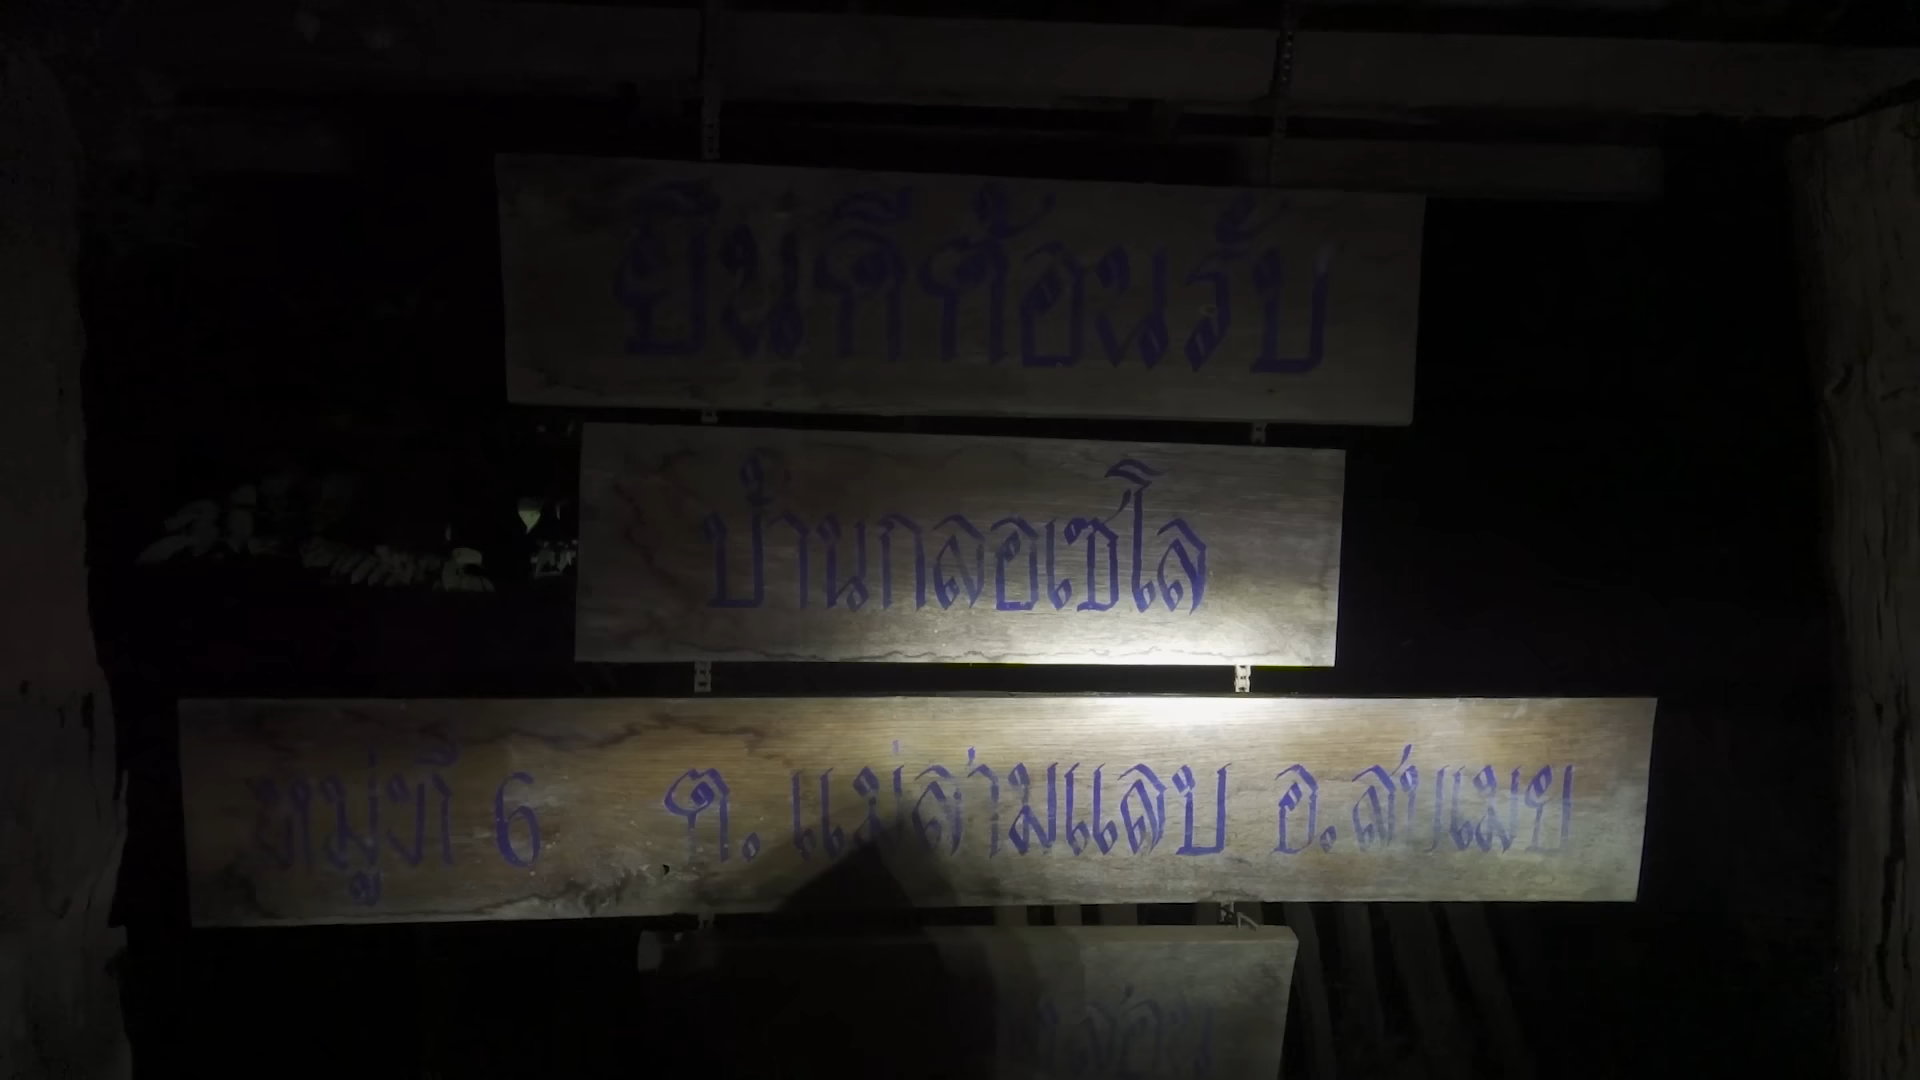 ยินดีต้อนรับ
บ้านกลอเซโล
หมู่ที่ 6 ต.แม่สามแลบ อ.สบเมย